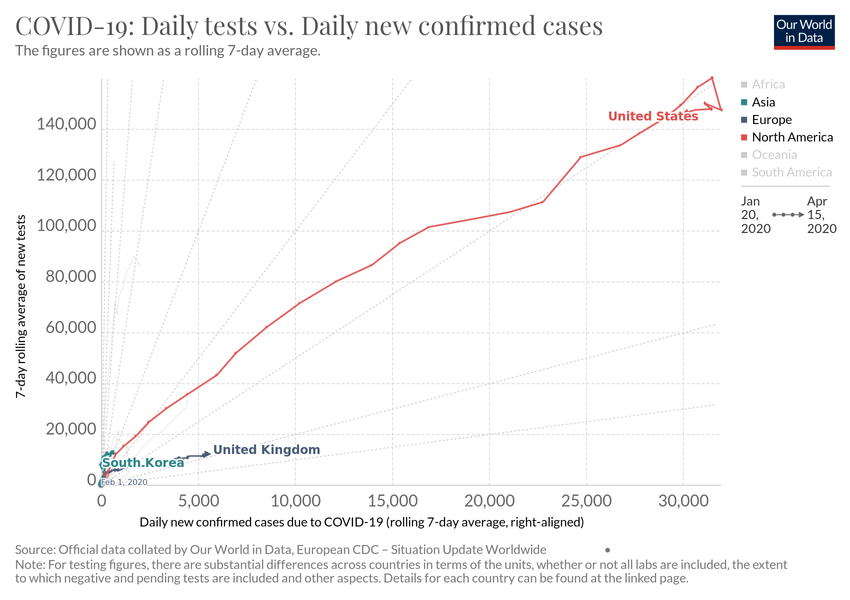 COVID-19: Daily tests vs. Daily new confirmed cases
The figures are shown as a rolling 7-day average.
Our World
in Data
7-day rolling average of new tests
140,000
120,000
100,000
80,000
60,000
40,000
20,000
0
United States
United Kingdom
South Korea
Feb 1, 2020
0
5,000
10,000
15,000
20,000
25,000
30,000
Daily new confirmed cases due to COVID-19 (rolling 7-day average, right-aligned)
Africa
Asia
Europe
North America
Oceania
South America
Jan
20,
2020
Apr
15,
2020
Source: Official data collated by Our World in Data, European CDC – Situation Update Worldwide •
Note: For testing figures, there are substantial differences across countries in terms of the units, whether or not all labs are included, the extent
to which negative and pending tests are included and other aspects. Details for each country can be found at the linked page.